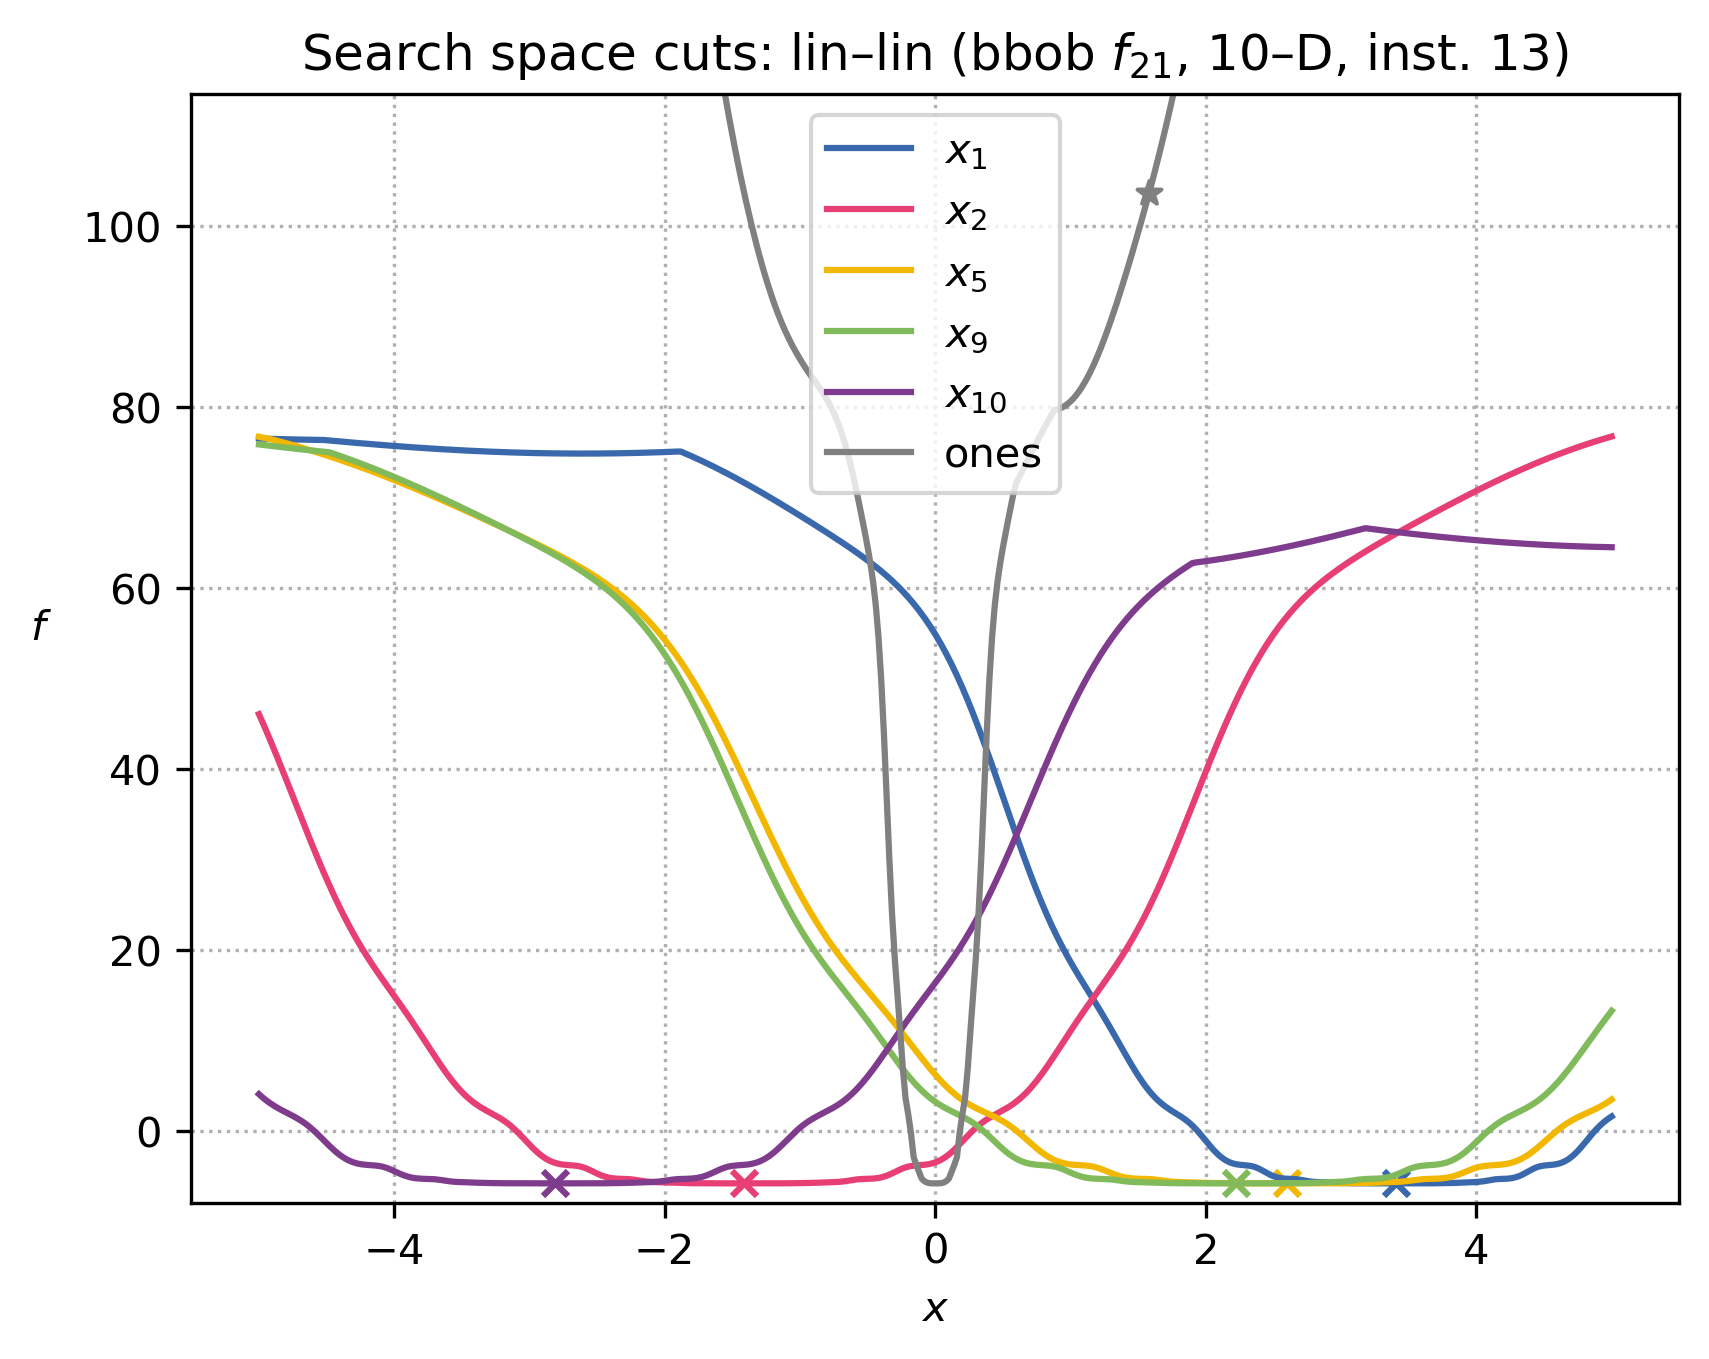 Search space cuts: lin–lin (bbob f21, 10–D, inst. 13)
x1
x2
x5
x9
x10
ones
100
80
60
40
20
0
f
−4 −2 0 2 4
x